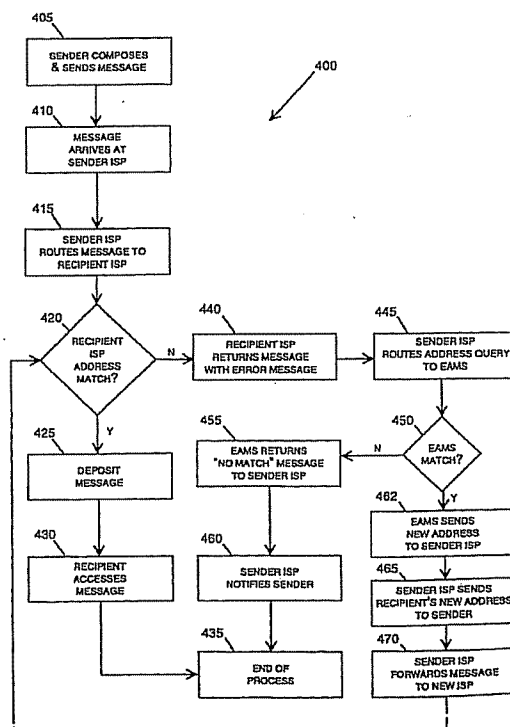 405
SENDER COMPOSES
& SENDS MESSAGE
400
410
MESSAGE
ARRIVES AT
SENDER ISP
415
SENDER ISP
ROUTES MESSAGE TO
RECIPIENT ISP
420
RECIPIENT
ISP
ADDRESS
MATCH?
N
Y
440
RECIPIENT ISP
RETURNS MESSAGE
WITH ERROR MESSAGE
445
SENDER ISP
ROUTES ADDRESS QUERY
TO EAMS
450
EAMS
MATCH?
N
Y
425
DEPOSIT
MESSAGE
455
EAMS RETURNS
"NO MATCH" MESSAGE
TO SENDER ISP
462
EAMS SENDS
NEW ADDRESS
TO SENDER ISP
430
RECIPIENT
ACCESSES
MESSAGE
460
SENDER ISP
NOTIFIES SENDER
465
SENDER ISP SENDS
RECIPIENT'S NEW ADDRESS
TO SENDER
435
END OF
PROCESS
470
SENDER ISP
FORWARDS MESSAGE
TO NEW ISP